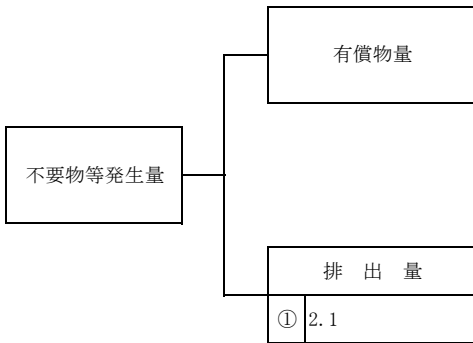 有償物量
不要物等発生量
排 出 量
① 2.1